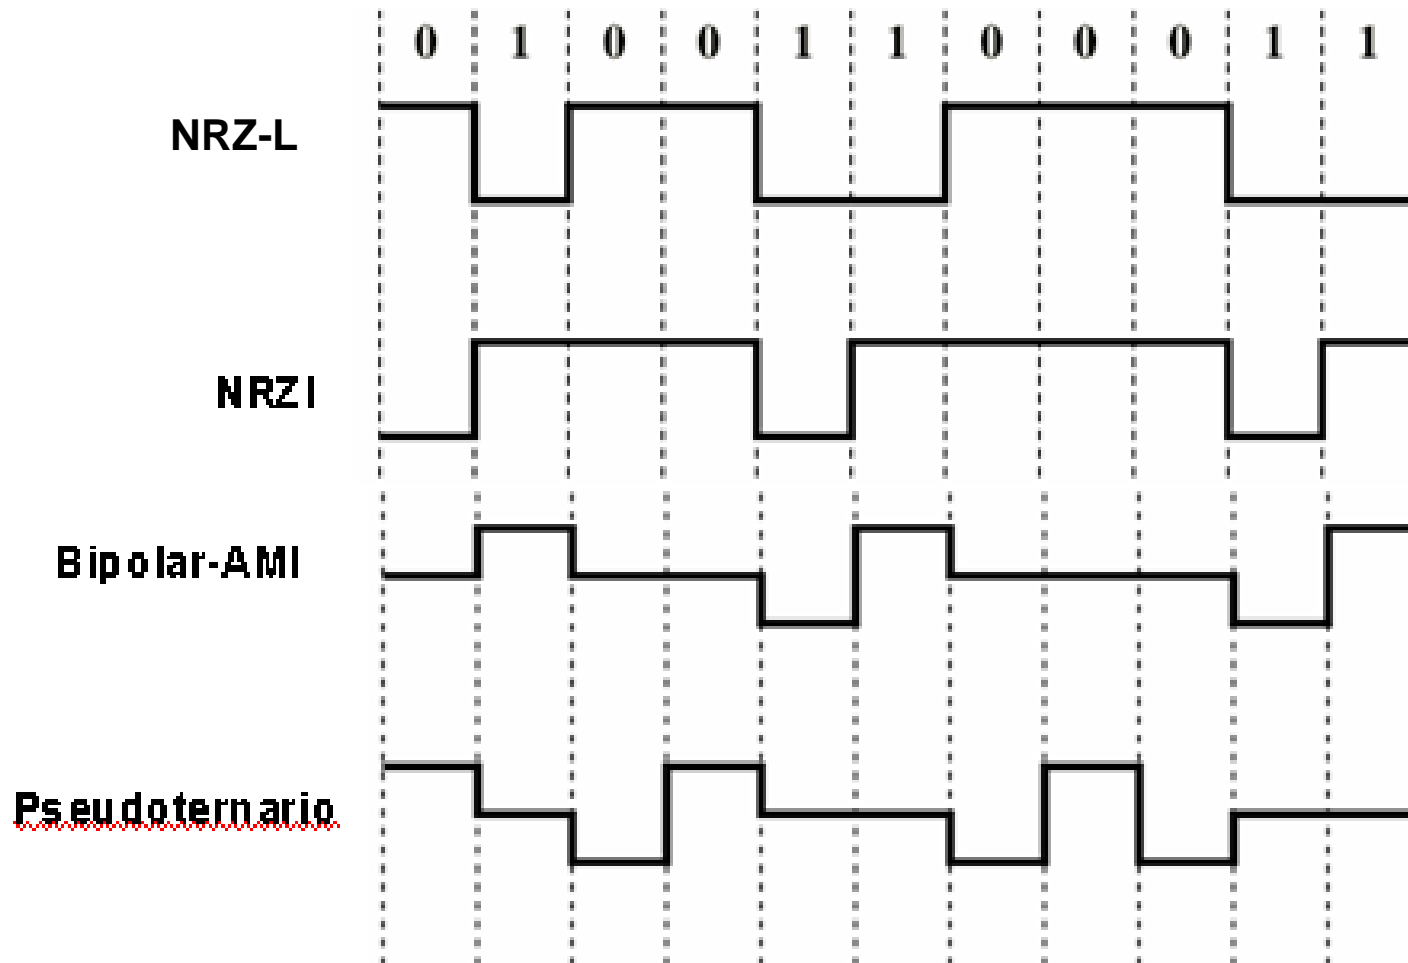 0 1 0 0 1 1 0 0 0 1 1
NRZ-L
NRZI
Bipolar-AMI
Pseudoternario